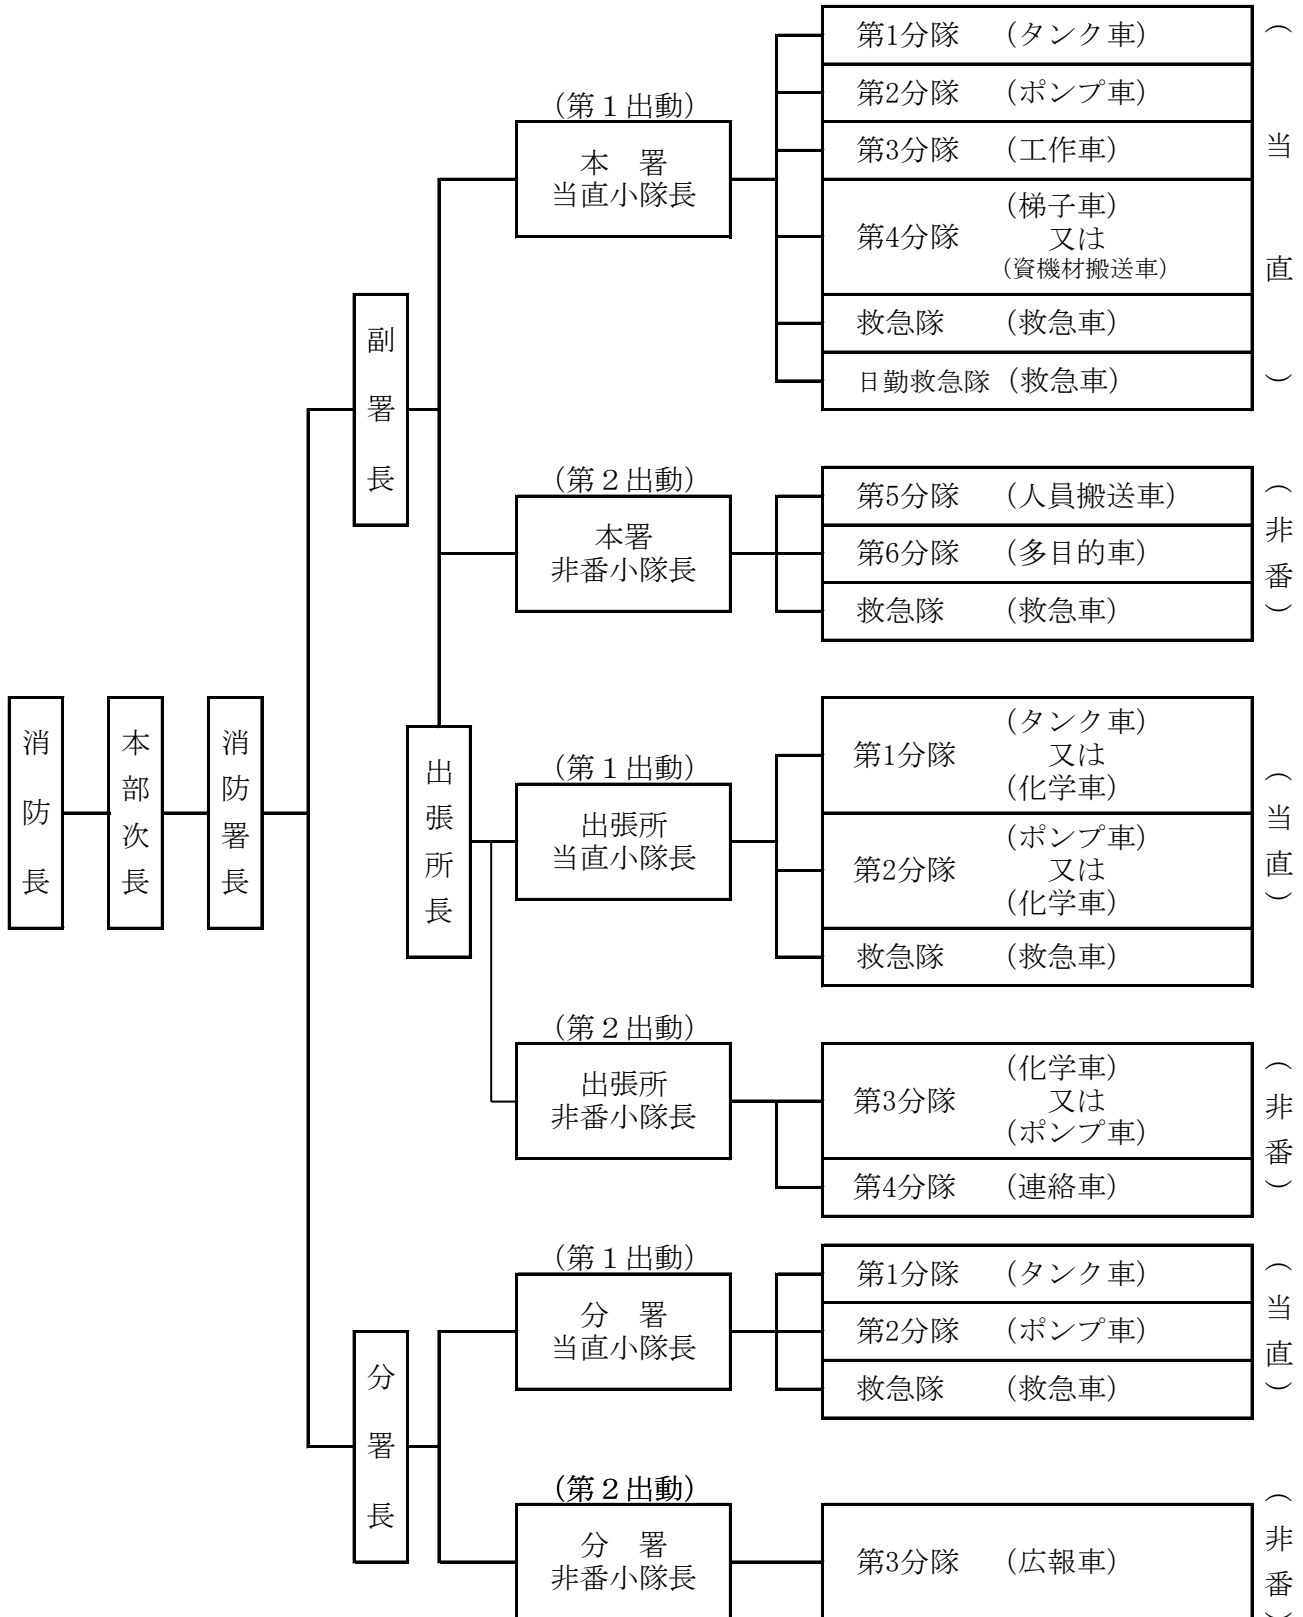 消防長
本部次長
消防署長
副署長
(第1出動)
本　署
当直小隊長
第1分隊　(タンク車)
第2分隊　(ポンプ車)
第3分隊　(工作車)
第4分隊　(梯子車)
又は
(資機材搬送車)
救急隊　(救急車)
日勤救急隊 (救急車)
(当直)
(第2出動)
本署
非番小隊長
第5分隊　(人員搬送車)
第6分隊　(多目的車)
救急隊　(救急車)
(非番)
出張所長
(第1出動)
出張所
当直小隊長
第1分隊　(タンク車)
又は
(化学車)
第2分隊　(ポンプ車)
又は
(化学車)
救急隊　(救急車)
(当直)
(第2出動)
出張所
非番小隊長
第3分隊　(化学車)
又は
(ポンプ車)
第4分隊　(連絡車)
(非番)
分署長
(第1出動)
分　署
当直小隊長
第1分隊　(タンク車)
第2分隊　(ポンプ車)
救急隊　(救急車)
(当直)
(第2出動)
分　署
非番小隊長
第3分隊　(広報車)
(非番)